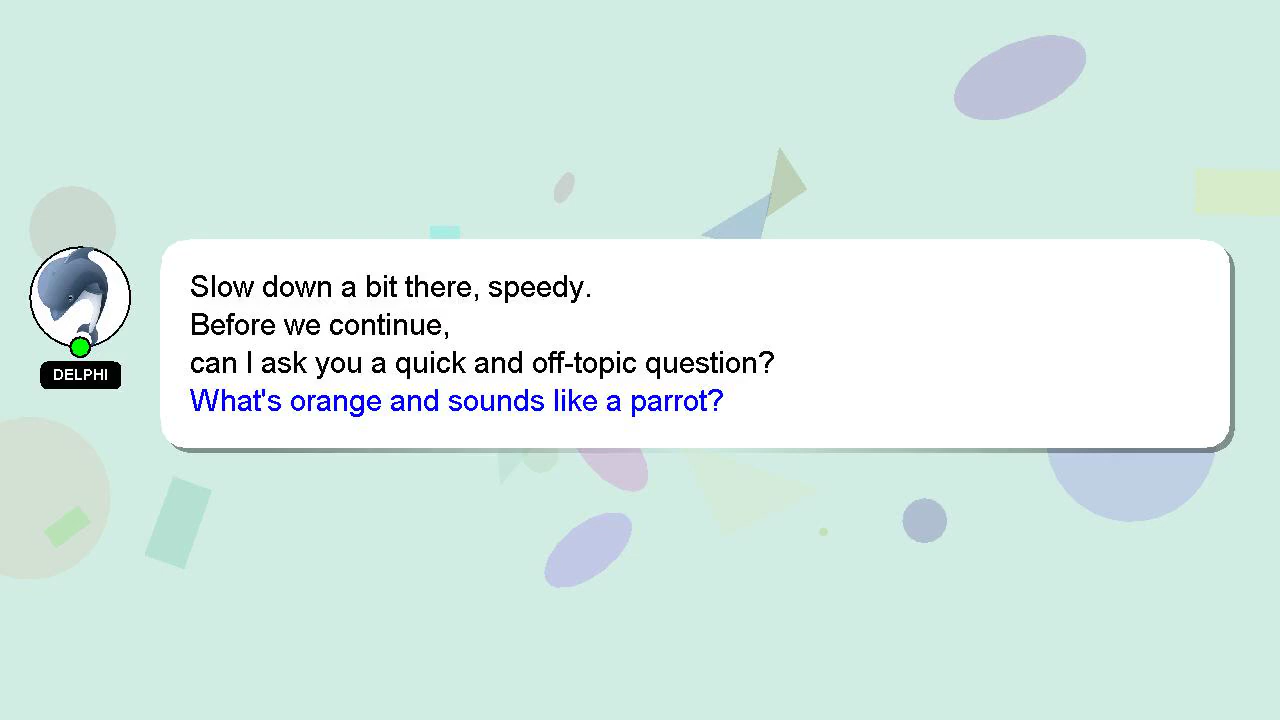 Slow down a bit there, speedy.
Before we continue,
can I ask you a quick and off-topic question?
What's orange and sounds like a parrot?
DELPHI